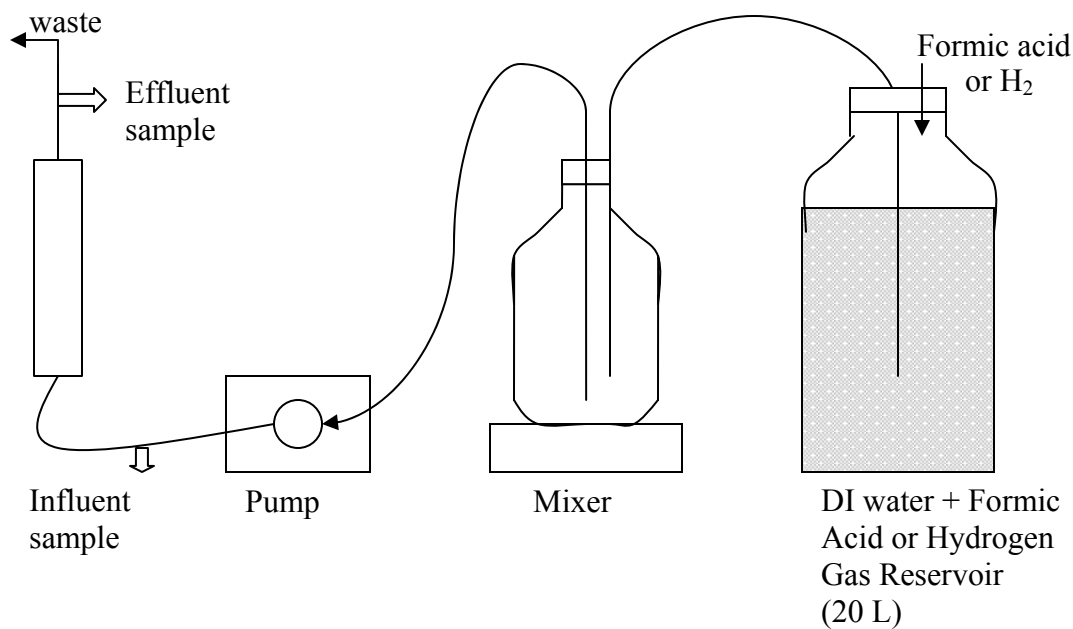 waste
Effluent
sample
Formic acid
or H₂
Influent
sample
Pump
Mixer
DI water + Formic
Acid or Hydrogen
Gas Reservoir
(20 L)